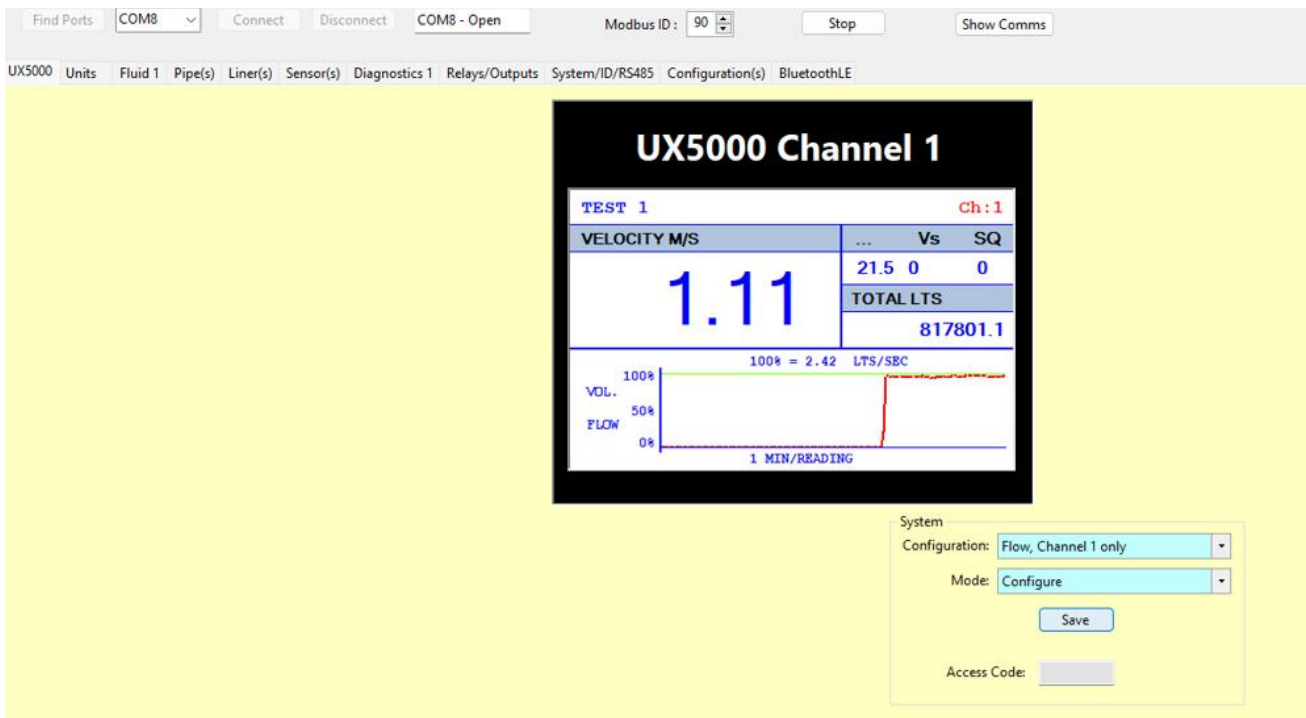 Find Ports COM8 Connect Disconnect COM8 - Open Modbus ID : 90 Stop Show Comms
UX5000 Units Fluid 1 Pipe(s) Liner(s) Sensor(s) Diagnostics 1 Relays/Outputs System/ID/RS485 Configuration(s) BluetoothLE
UX5000 Channel 1
TEST 1 Ch:1
VELOCITY M/S ... Vs SQ
1.11 21.5 0 0
TOTAL LTS
817801.1
100% = 2.42 LTS/SEC
100%
VOL.
50%
FLOW
0%
1 MIN/READING
System
Configuration: Flow, Channel 1 only
Mode: Configure
Save
Access Code: